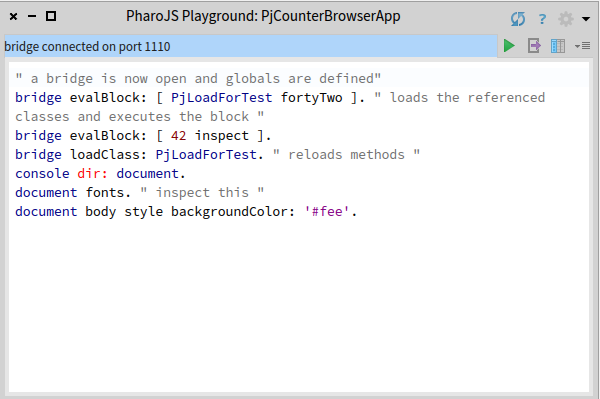 PharoJS Playground: PjCounterBrowserApp
bridge connected on port 1110
" a bridge is now open and globals are defined"
bridge evalBlock: [ PjLoadForTest fortyTwo ]. " loads the referenced
classes and executes the block "
bridge evalBlock: [ 42 inspect ].
bridge loadClass: PjLoadForTest. " reloads methods "
console dir: document.
document fonts. " inspect this "
document body style backgroundColor: '#fee'.